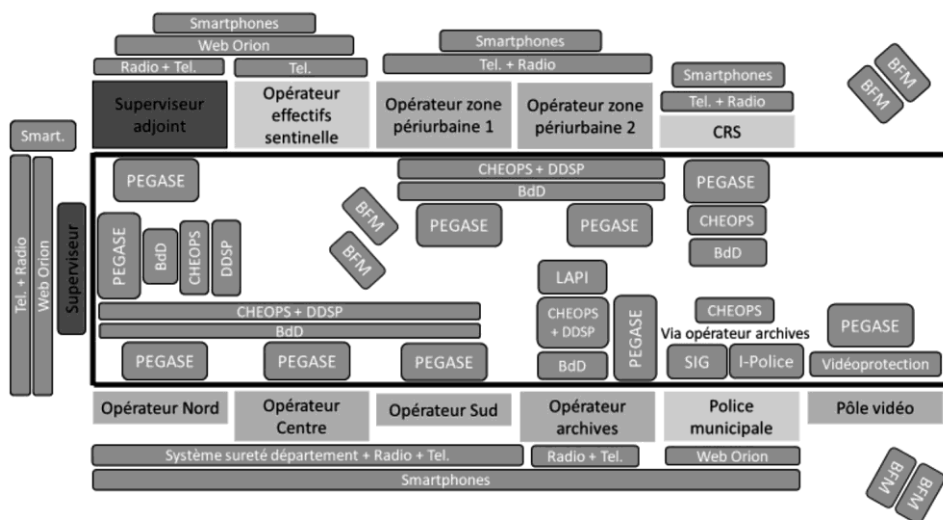 Smartphones
Web Orion
Radio + Tel.
Tel.
Smartphones
Tel. + Radio
Smartphones
Tel. + Radio
BFM
BFM
Superviseur
adjoint
Opérateur
effectifs
sentinelle
Opérateur zone
périurbaine 1
Opérateur zone
périurbaine 2
CRS
Smart.
Tel. + Radio
Web Orion
Superviseur
PEGASE
CHEOPS + DDSP
BdD
PEGASE
PEGASE
PEGASE
CHEOPS
BdD
PEGASE
BdD
CHEOPS
DDSP
BFM
BFM
LAPI
CHEOPS
+ DDSP
BdD
PEGASE
CHEOPS
Via opérateur archives
SIG
I-Police
PEGASE
Vidéoprotection
CHEOPS + DDSP
BdD
PEGASE
PEGASE
PEGASE
Opérateur Nord
Opérateur
Centre
Opérateur Sud
Opérateur
archives
Police
municipale
Pôle vidéo
Système sureté département + Radio + Tel.
Radio + Tel.
Web Orion
Smartphones
BFM
BFM